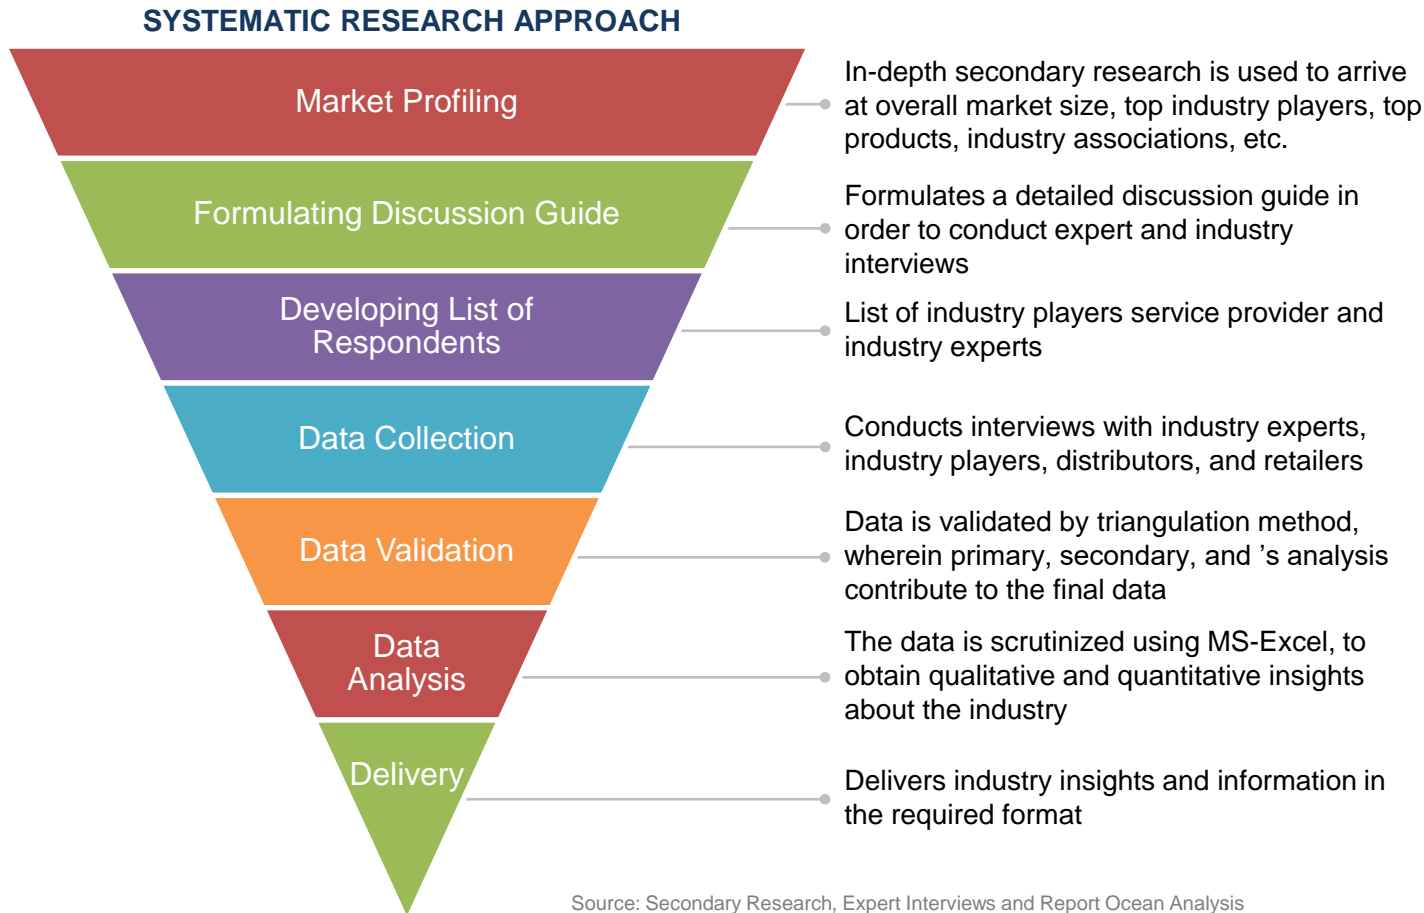 SYSTEMATIC RESEARCH APPROACH
Market Profiling
In-depth secondary research is used to arrive
at overall market size, top industry players, top
products, industry associations, etc.
Formulating Discussion Guide
Formulates a detailed discussion guide in
order to conduct expert and industry
interviews
Developing List of
Respondents
List of industry players service provider and
industry experts
Data Collection
Conducts interviews with industry experts,
industry players, distributors, and retailers
Data Validation
Data is validated by triangulation method,
wherein primary, secondary, and ’s analysis
contribute to the final data
Data
Analysis
The data is scrutinized using MS-Excel, to
obtain qualitative and quantitative insights
about the industry
Delivery
Delivers industry insights and information in
the required format
Source: Secondary Research, Expert Interviews and Report Ocean Analysis